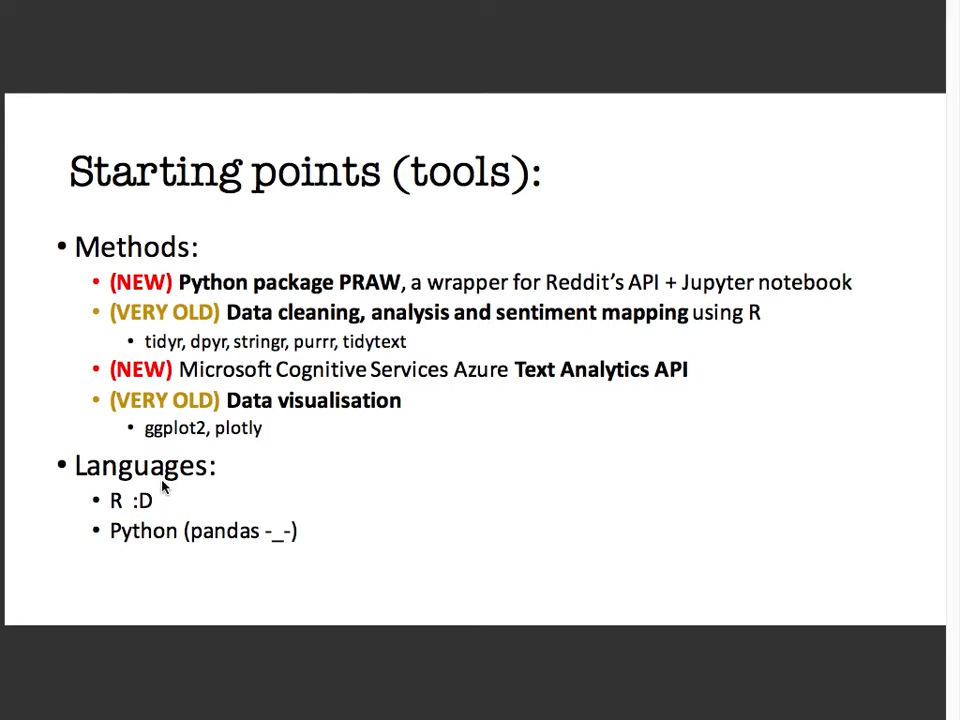 Starting points (tools):
• Methods:
• (NEW) Python package PRAW, a wrapper for Reddit's API + Jupyter notebook
• (VERY OLD) Data cleaning, analysis and sentiment mapping using R
• tidyr, dpyr, stringr, purrr, tidytext
• (NEW) Microsoft Cognitive Services Azure Text Analytics API
• (VERY OLD) Data visualisation
• ggplot2, plotly
• Languages:
• R :D
• Python (pandas -_-)